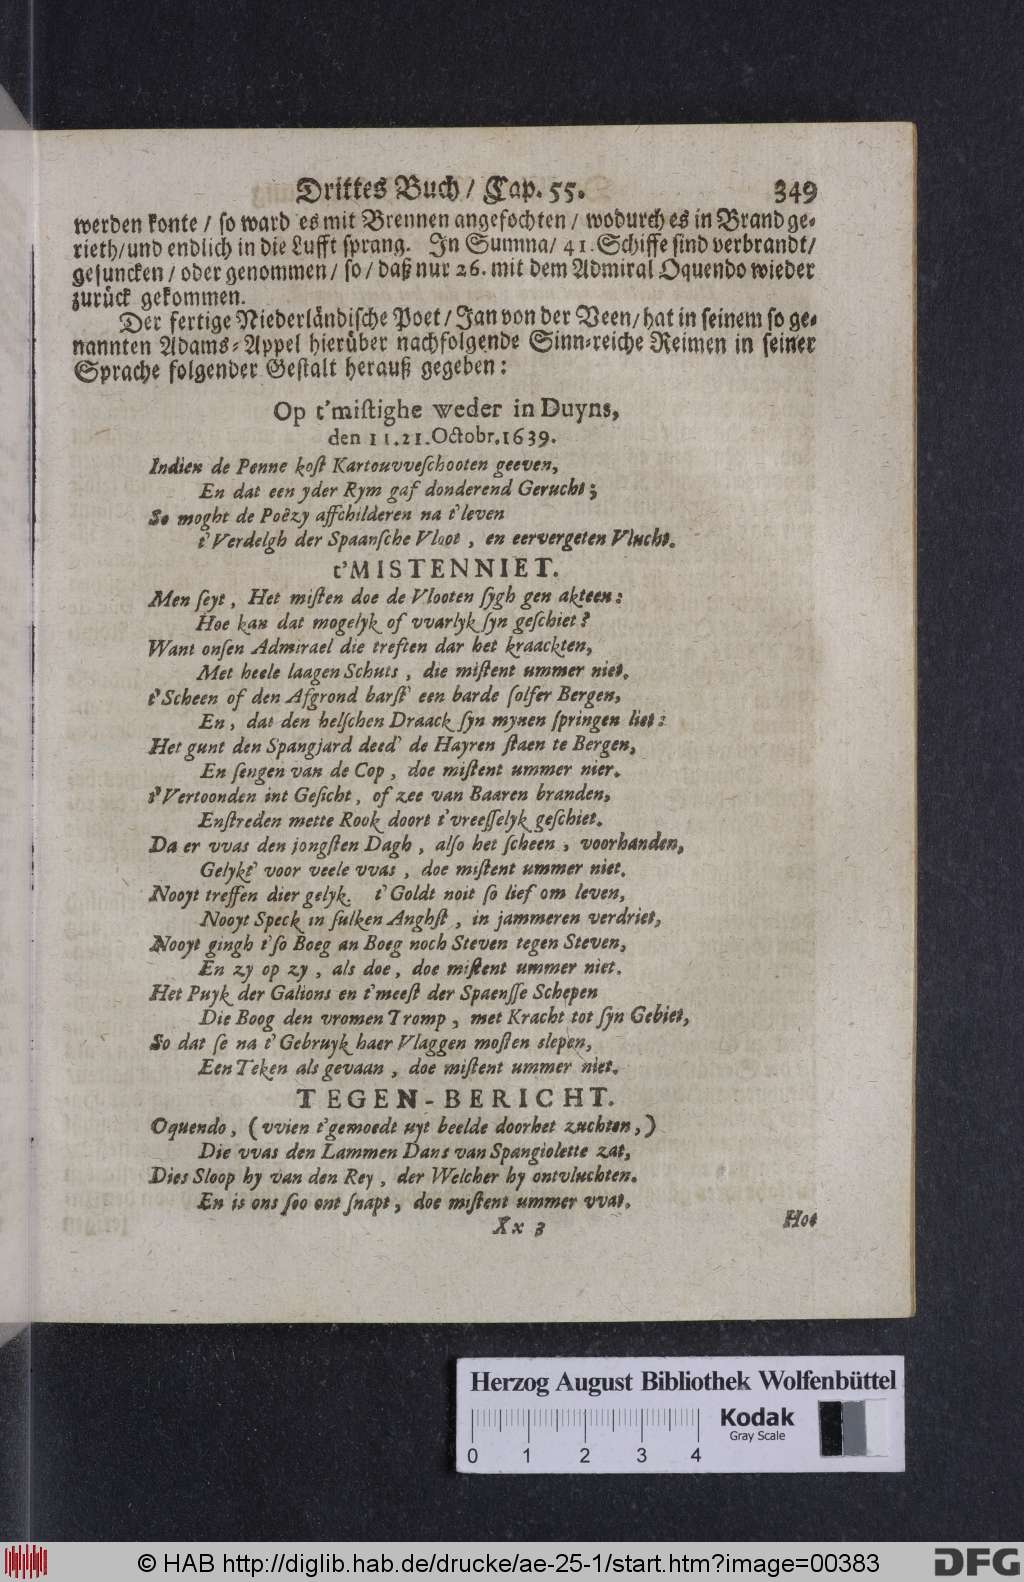 Drittes Buch / Cap. 55. 349
werden konte / so ward es mit Brennen angefochten / wodurch es in Brand ge-
rieth/und endlich in die Lufft sprang. In Summa/ 41. Schiffe sind verbrandt/
gesuncken / oder genommen / so / daß nur 26. mit dem Admiral Oquendo wieder
zurück gekommen.
Der fertige Niederländische Poet / Jan von der Veen/ hat in seinem so ge-
nannten Adams-Appel hierüber nachfolgende Sinn-reiche Reimen in seiner
Sprache folgender Gestalt herauß gegeben:
Op t'miſtighe weder in Duyns,
den 11.21.Octobr.1639.
Indien de Penne koſt Kartouvveſchooten geeven,
En dat een yder Rym gaf donderend Gerucht;
So moght de Poëzy affchilderen na t'leven
t'Verdelgh der Spaanſche Vloot, en eervergeten Vlucht.
t'MISTENNIET.
Men ſeyt, Het miſten doe de Vlooten ſygh gen akteen:
Hoe kan dat mogelyk of vvarlyk ſyn geſchiet?
Want onſen Admirael die treften dar het kraackten,
Met heele laagen Schuts, die miſtent ummer niet.
t'Scheen of den Afgrond barſt' een barde ſolfer Bergen,
En, dat den helſchen Draack ſyn mynen ſpringen liet:
Het gunt den Spangjard deed' de Hayren ſtaen te Bergen,
En ſengen van de Cop, doe miſtent ummer nier.
t'Vertoonden int Geſicht, of zee van Baaren branden,
Enſtreden mette Rook doort t'vreeſſelyk geſchiet.
Da er vvas den jongſten Dagh, alſo het ſcheen, voorhanden,
Gelykt' voor veele vvas, doe miſtent ummer niet.
Nooyt treffen dier gelyk. t'Goldt noit ſo lief om leven,
Nooyt Speck in ſulken Anghſt, in jammeren verdriet,
Nooyt gingh t'ſo Boeg an Boeg noch Steven tegen Steven,
En zy op zy, als doe, doe miſtent ummer niet.
Het Puyk der Galions en t'meeſt der Spaenſſe Schepen
Die Boog den vromen Tromp, met Kracht tot ſyn Gebiet,
So dat ſe na t'Gebruyk haer Vlaggen moſten slepen,
Een Teken als gevaan, doe miſtent ummer niet.
TEGEN-BERICHT.
Oquendo, (vvien t'gemoedt uyt beelde doorhet zuchten,)
Die vvas den Lammen Dans van Spangiolette zat,
Dies Sloop hy van den Rey, der Welcher hy ontvluchten.
En is ons ſoo ont ſnapt, doe miſtent ummer vvat.
Xx 3 Hot
Herzog August Bibliothek Wolfenbüttel
Kodak
Gray Scale
0 1 2 3 4
© HAB http://diglib.hab.de/drucke/ae-25-1/start.htm?image=00383
DFG